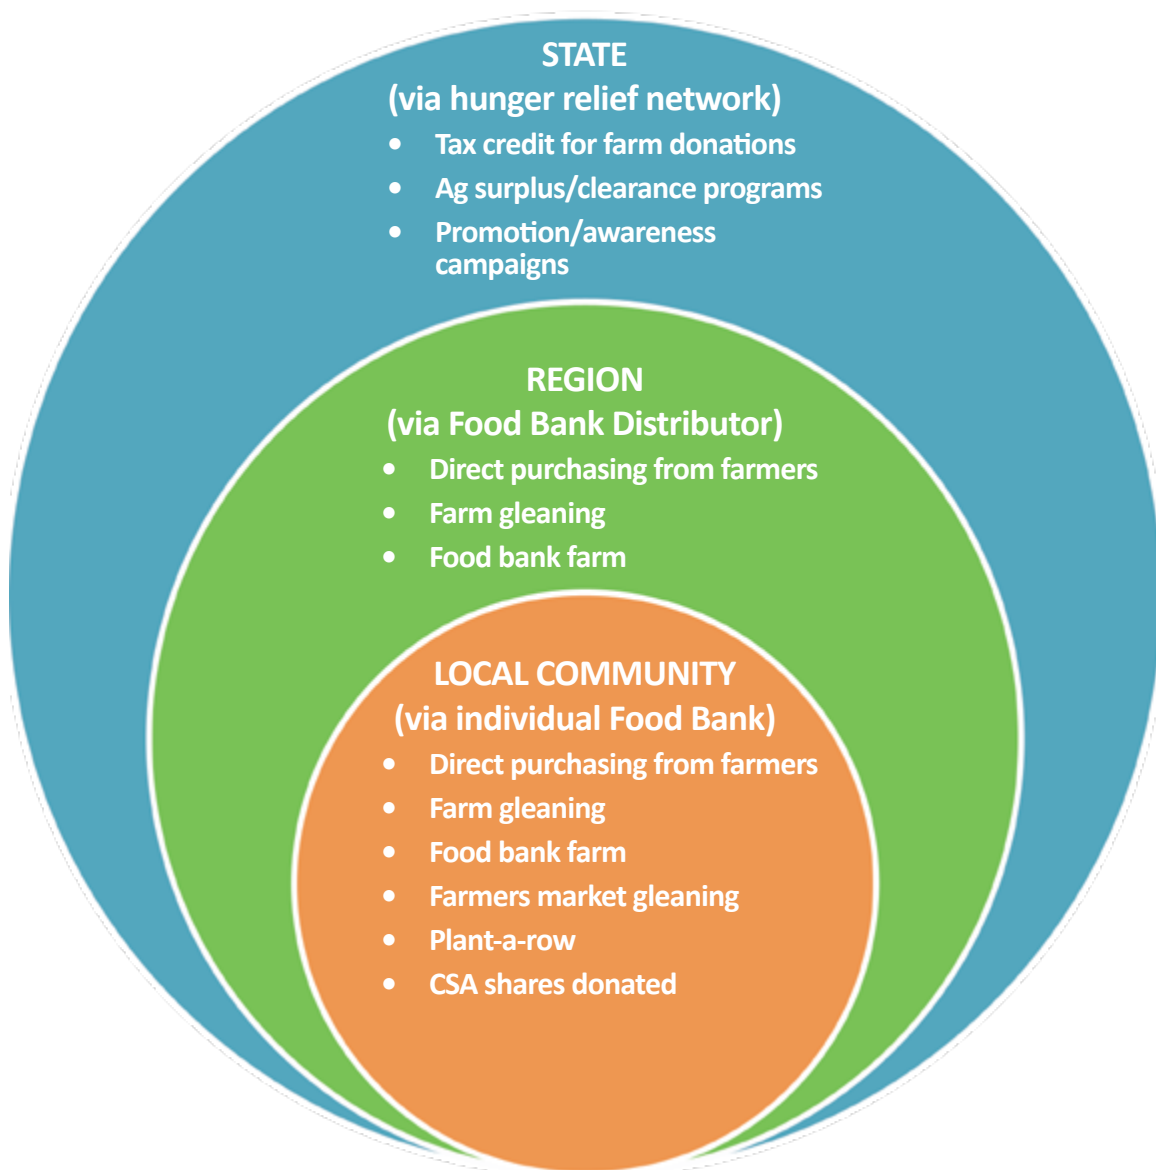 STATE
(via hunger relief network)
• Tax credit for farm donations
• Ag surplus/clearance programs
• Promotion/awareness
campaigns
REGION
(via Food Bank Distributor)
• Direct purchasing from farmers
• Farm gleaning
• Food bank farm
LOCAL COMMUNITY
(via individual Food Bank)
• Direct purchasing from farmers
• Farm gleaning
• Food bank farm
• Farmers market gleaning
• Plant-a-row
• CSA shares donated